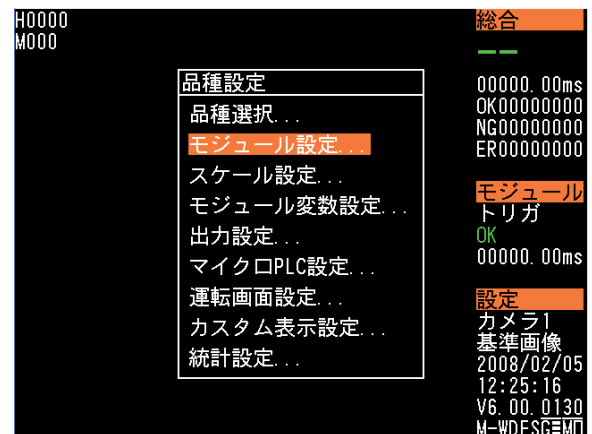 H0000
M000
品種設定
品種選択...
モジュール設定...
スケール設定...
モジュール変数設定...
出力設定...
マイクロPLC設定...
運転画面設定...
カスタム表示設定...
統計設定...
総合
--
00000.00ms
OK00000000
NG00000000
ER00000000
モジュール
トリガ
OK
00000.00ms
設定
カメラ1
基準画像
2008/02/05
12:25:16
V6.00.0130